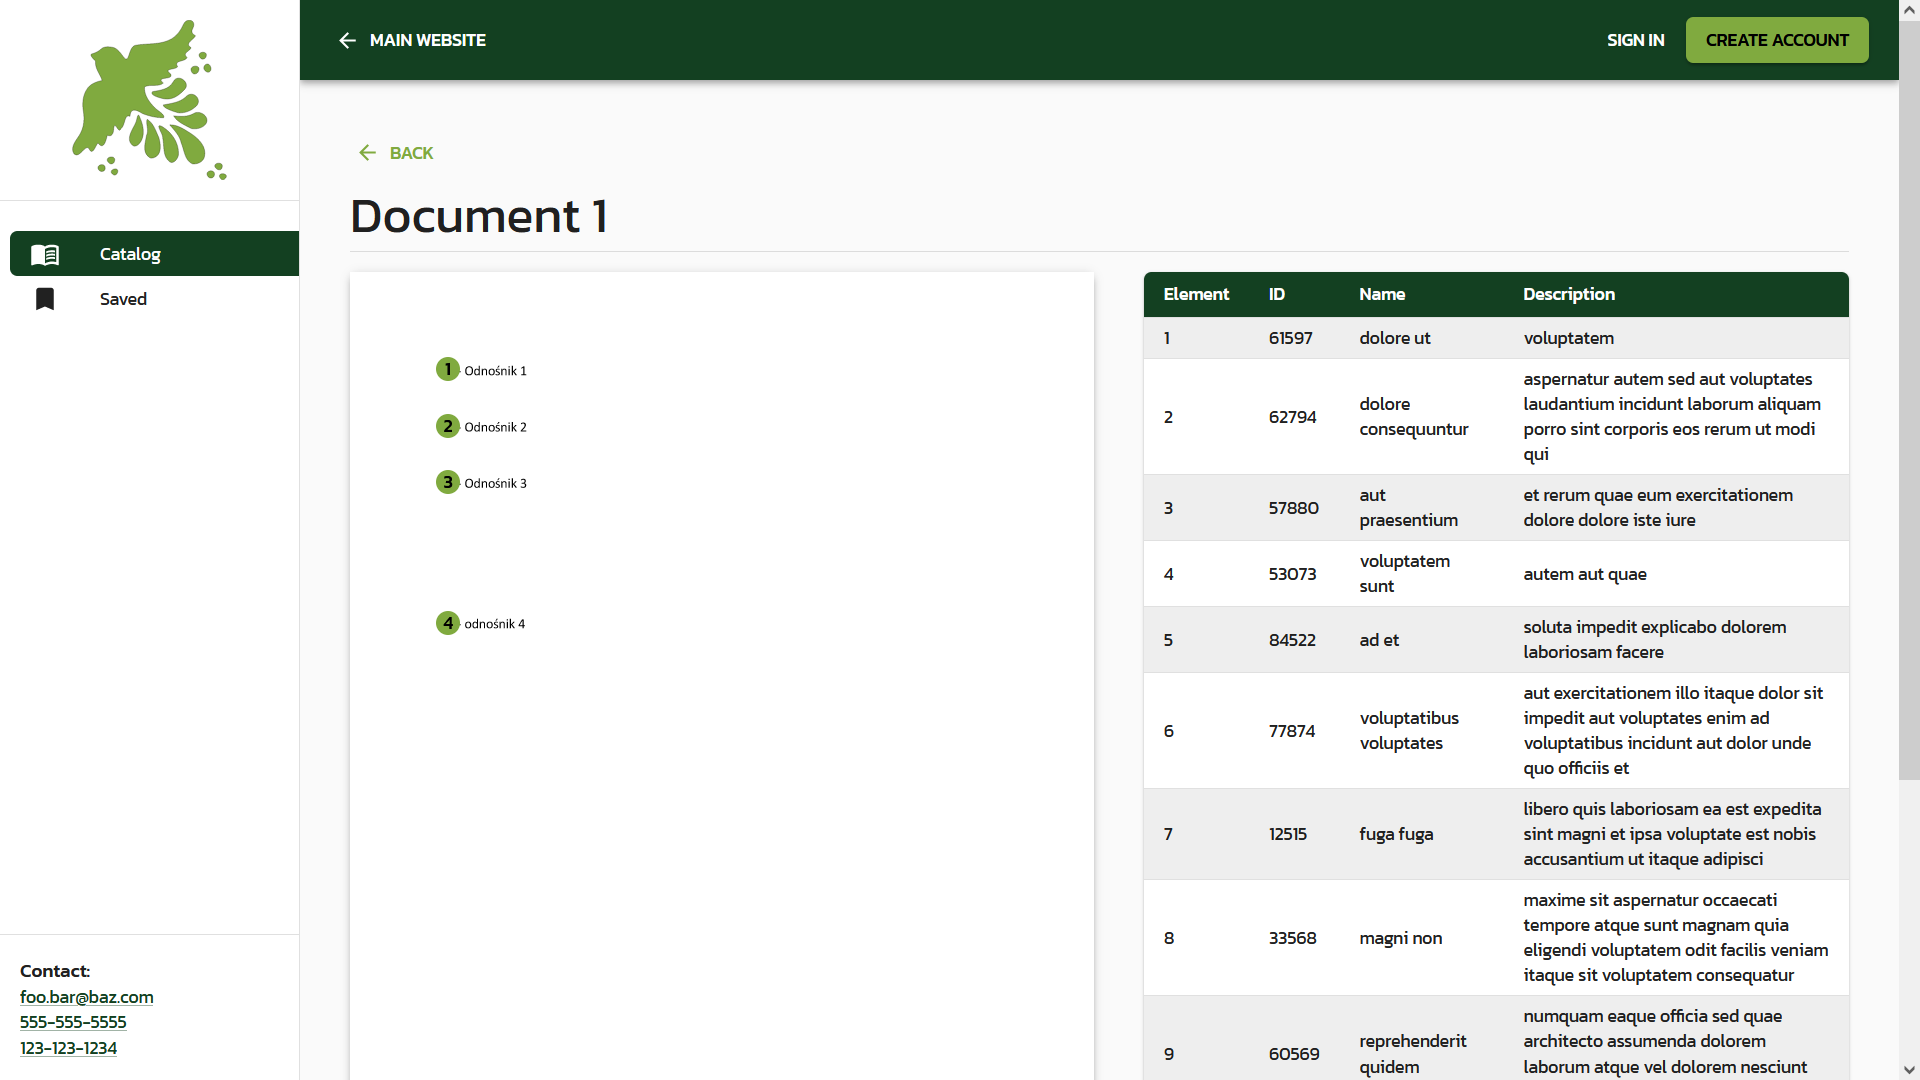 MAIN WEBSITE
SIGN IN
CREATE ACCOUNT
Catalog
Saved
BACK
Document 1
1 Odnośnik 1
2 Odnośnik 2
3 Odnośnik 3
4 odnośnik 4
Element ID Name Description
1 61597 dolore ut voluptatem
2 62794 dolore
consequuntur
aspernatur autem sed aut voluptates
laudantium incidunt laborum aliquam
porro sint corporis eos rerum ut modi
qui
3 57880 aut
praesentium
et rerum quae eum exercitationem
dolore dolore iste iure
4 53073 voluptatem
sunt
autem aut quae
5 84522 ad et
soluta impedit explicabo dolorem
laboriosam facere
6 77874 voluptatibus
voluptates
aut exercitationem illo itaque dolor sit
impedit aut voluptates enim ad
voluptatibus incidunt aut dolor unde
quo officiis et
7 12515 fuga fuga
libero quis laboriosam ea est expedita
sint magni et ipsa voluptate est nobis
accusantium ut itaque adipisci
8 33568 magni non
maxime sit aspernatur occaecati
tempore atque sunt magnam quia
eligendi voluptatem odit facilis veniam
itaque sit voluptatem consequatur
9 60569 reprehenderit
quidem
numquam eaque officia sed quae
architecto assumenda dolorem
laborum atque vel dolorem nesciunt
Contact:
foo.bar@baz.com
555-555-5555
123-123-1234